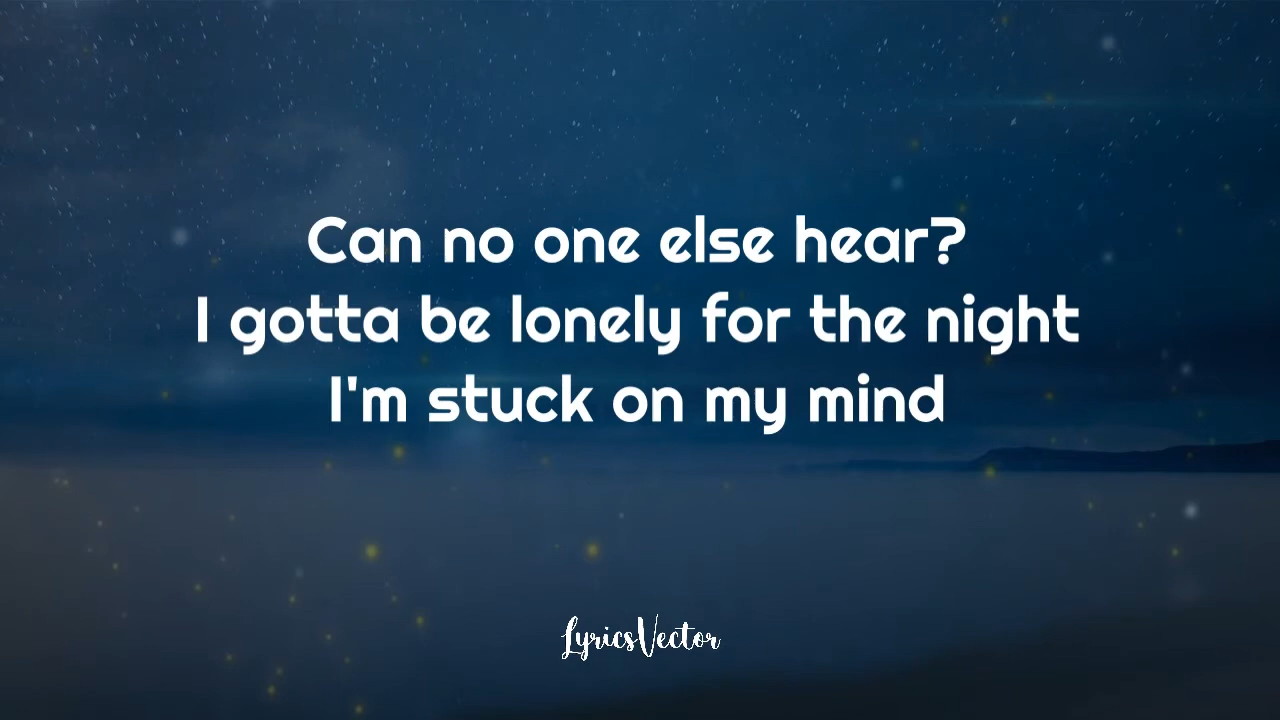 Can no one else hear?
I gotta be lonely for the night
I'm stuck on my mind
LyricsVector